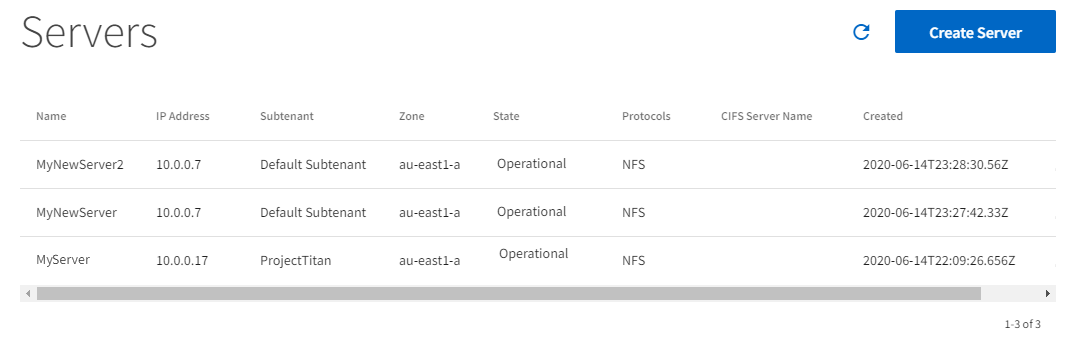 Servers
Create Server
Name IP Address Subtenant Zone State Protocols CIFS Server Name Created
MyNewServer2 10.0.0.7 Default Subtenant au-east1-a Operational NFS 2020-06-14T23:28:30.56Z
MyNewServer 10.0.0.7 Default Subtenant au-east1-a Operational NFS 2020-06-14T23:27:42.33Z
MyServer 10.0.0.17 ProjectTitan au-east1-a Operational NFS 2020-06-14T22:09:26.656Z
1-3 of 3